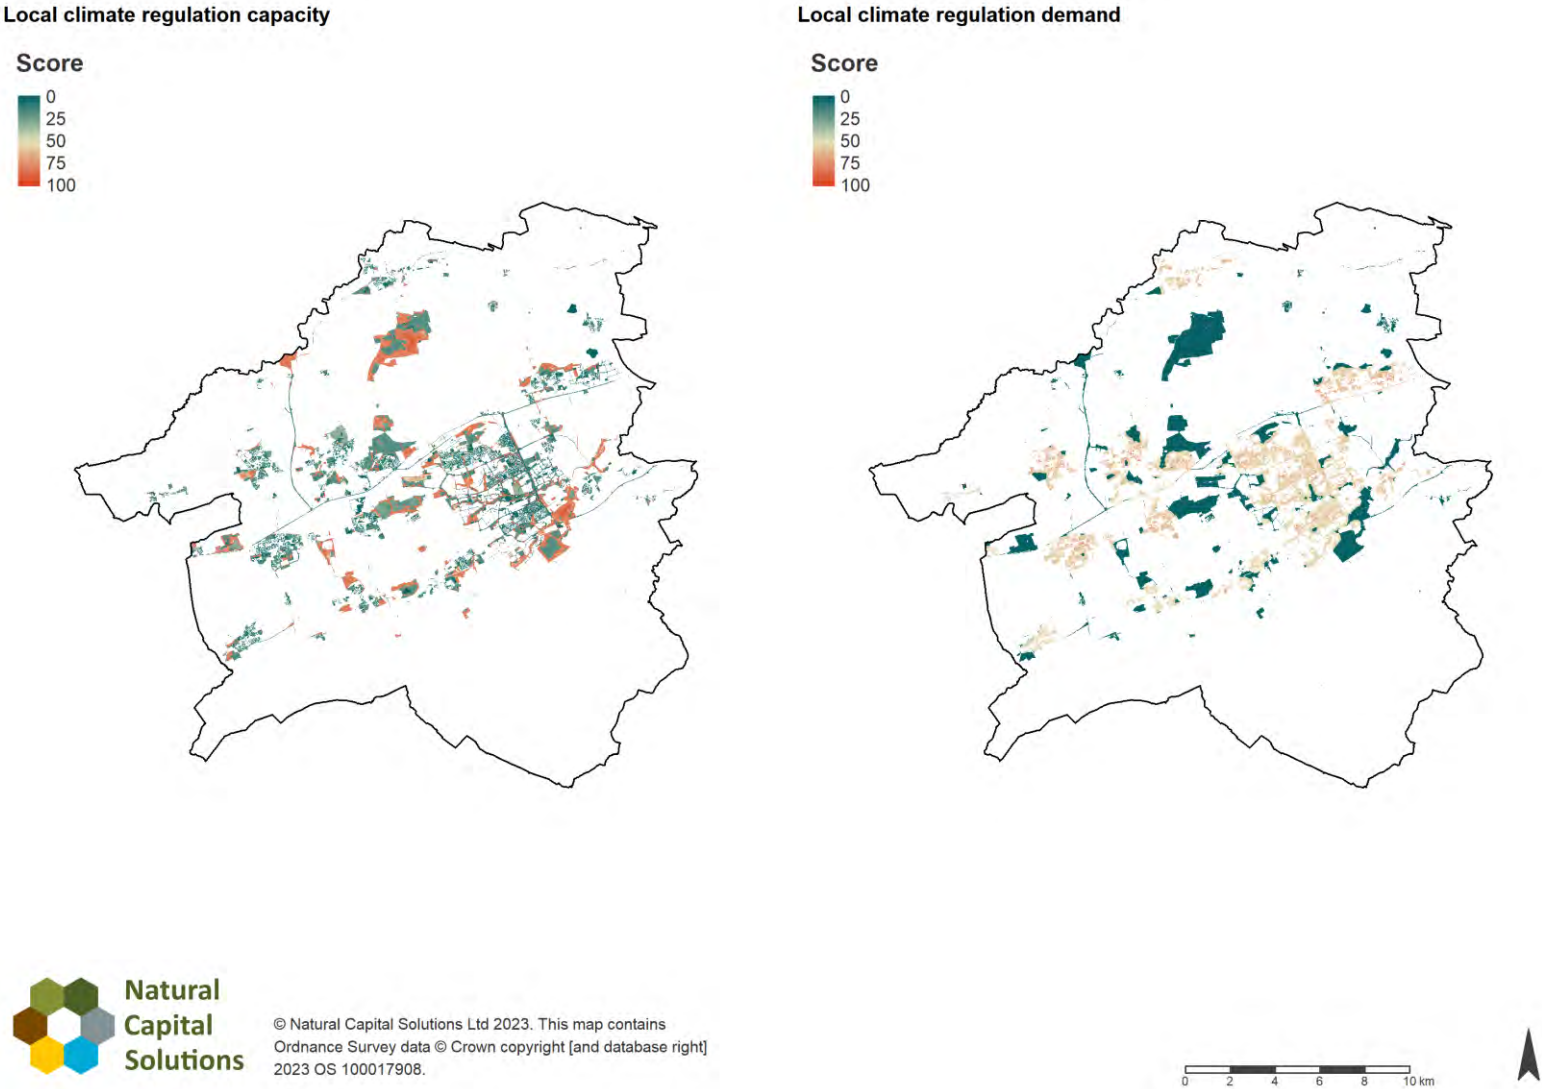 Local climate regulation capacity
Score
0
25
50
75
100
Local climate regulation demand
Score
0
25
50
75
100
Natural
Capital
Solutions
© Natural Capital Solutions Ltd 2023. This map contains
Ordnance Survey data © Crown copyright [and database right]
2023 OS 100017908.
0 2 4 6 8 10 km